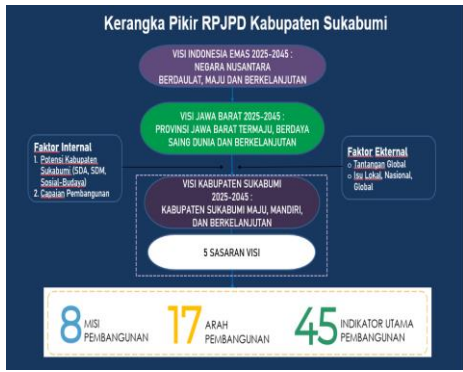 Kerangka Pikir RPJPD Kabupaten Sukabumi
VISI INDONESIA EMAS 2025-2045 :
NEGARA NUSANTARA
BERDAULAT, MAJU DAN BERKELANJUTAN
VISI JAWA BARAT 2025-2045 :
PROVINSI JAWA BARAT TERMAJU, BERDAYA
SAING DUNIA DAN BERKELANJUTAN
Faktor Internal
1. Potensi Kabupaten
Sukabumi (SDA, SDM,
Sosial-Budaya)
2. Capaian Pembangunan
Faktor Ekternal
o Tantangan Global
o Isu Lokal, Nasional,
Global
VISI KABUPATEN SUKABUMI
2025-2045 :
KABUPATEN SUKABUMI MAJU, MANDIRI,
DAN BERKELANJUTAN
5 SASARAN VISI
8 MISI
PEMBANGUNAN
17 ARAH
PEMBANGUNAN
45 INDIKATOR UTAMA
PEMBANGUNAN